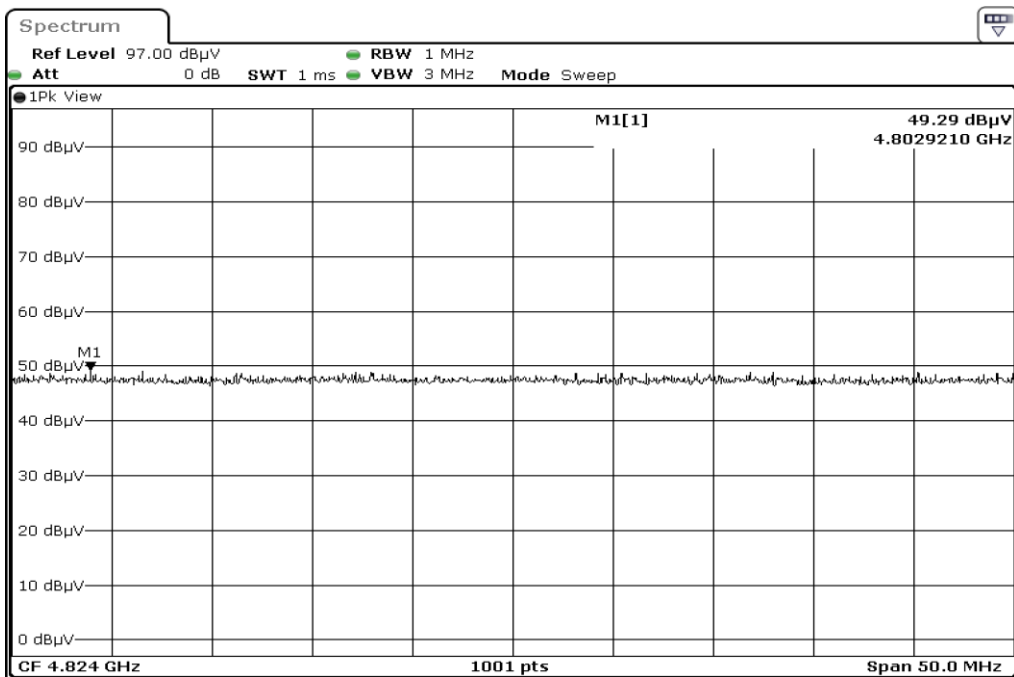 Spectrum
Ref Level 97.00 dBµV RBW 1 MHz
Att 0 dB SWT 1 ms VBW 3 MHz Mode Sweep
1Pk View
M1[1] 49.29 dBµV
4.8029210 GHz
90 dBµV
80 dBµV
70 dBµV
60 dBµV
M1
50 dBµV
40 dBµV
30 dBµV
20 dBµV
10 dBµV
0 dBµV
CF 4.824 GHz 1001 pts Span 50.0 MHz